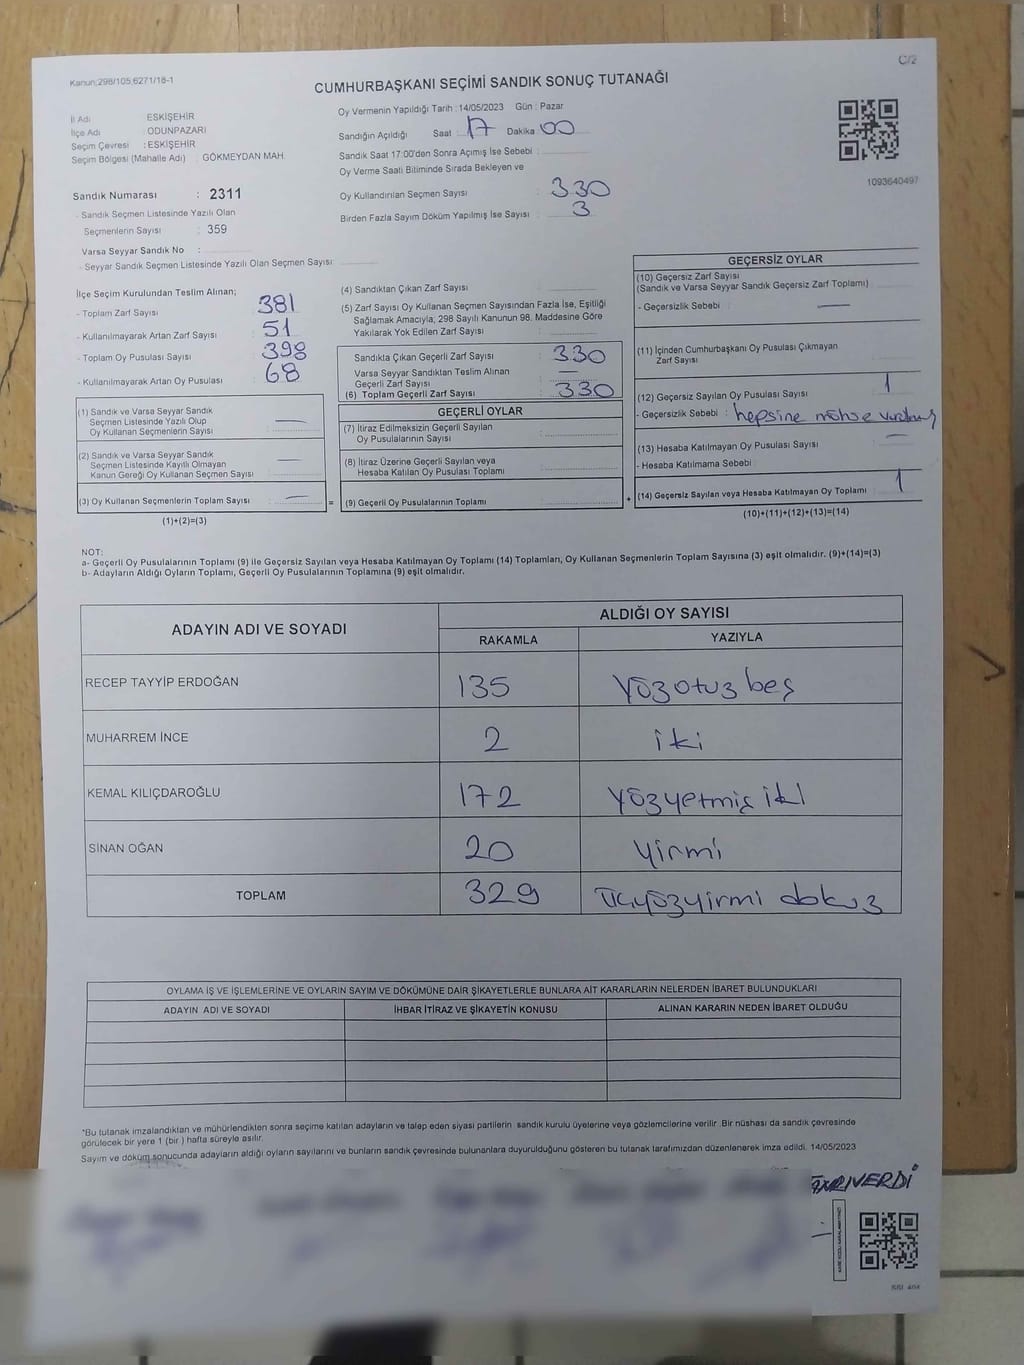 Kanun:298/105,6271/18-1
C/2
CUMHURBAŞKANI SEÇİMİ SANDIK SONUÇ TUTANAĞI
İl Adı : ESKİŞEHİR
İlçe Adı : ODUNPAZARI
Seçim Çevresi : ESKİŞEHİR
Seçim Bölgesi (Mahalle Adı) : GÖKMEYDAN MAH.
Sandık Numarası : 2311
- Sandık Seçmen Listesinde Yazılı Olan
Seçmenlerin Sayısı : 359
Varsa Seyyar Sandık No :
- Seyyar Sandık Seçmen Listesinde Yazılı Olan Seçmen Sayısı:
Oy Vermenin Yapıldığı Tarih : 14/05/2023 Gün : Pazar
Sandığın Açıldığı Saat : 17 Dakika 00
Sandık Saat 17:00'den Sonra Açımış İse Sebebi :
Oy Verme Saati Bitiminde Sırada Bekleyen ve
Oy Kullandırılan Seçmen Sayısı : 330
Birden Fazla Sayım Döküm Yapılmış İse Sayısı : 3
1093640497
İlçe Seçim Kurulundan Teslim Alınan;
- Toplam Zarf Sayısı : 381
- Kullanılmayarak Artan Zarf Sayısı : 51
- Toplam Oy Pusulası Sayısı : 398
- Kullanılmayarak Artan Oy Pusulası : 68
(1) Sandık ve Varsa Seyyar Sandık
Seçmen Listesinde Yazılı Olup
Oy Kullanan Seçmenlerin Sayısı : —
(2) Sandık ve Varsa Seyyar Sandık
Seçmen Listesinde Kayıtlı Olmayan
Kanun Gereği Oy Kullanan Seçmen Sayısı : —
(3) Oy Kullanan Seçmenlerin Toplam Sayısı : — =
(1)+(2)=(3)
(4) Sandıktan Çıkan Zarf Sayısı :
(5) Zarf Sayısı Oy Kullanan Seçmen Sayısından Fazla İse, Eşitliği
Sağlamak Amacıyla; 298 Sayılı Kanunun 98. Maddesine Göre
Yakılarak Yok Edilen Zarf Sayısı :
Sandıkta Çıkan Geçerli Zarf Sayısı : 330
Varsa Seyyar Sandıktan Teslim Alınan
Geçerli Zarf Sayısı : —
(6) Toplam Geçerli Zarf Sayısı : 330
GEÇERLİ OYLAR
(7) İtiraz Edilmeksizin Geçerli Sayılan
Oy Pusulalarının Sayısı :
(8) İtiraz Üzerine Geçerli Sayılan veya
Hesaba Katılan Oy Pusulası Toplamı :
(9) Geçerli Oy Pusulalarının Toplamı : +
GEÇERSİZ OYLAR
(10) Geçersiz Zarf Sayısı
(Sandık ve Varsa Seyyar Sandık Geçersiz Zarf Toplamı) :
- Geçersizlik Sebebi : —
(11) İçinden Cumhurbaşkanı Oy Pusulası Çıkmayan
Zarf Sayısı :
(12) Geçersiz Sayılan Oy Pusulası Sayısı : 1
- Geçersizlik Sebebi : hepsine
(13) Hesaba Katılmayan Oy Pusulası Sayısı : —
- Hesaba Katılmama Sebebi :
(14) Geçersiz Sayılan veya Hesaba Katılmayan Oy Toplamı : 1
(10)+(11)+(12)+(13)=(14)
NOT:
a- Geçerli Oy Pusulalarının Toplamı (9) ile Geçersiz Sayılan veya Hesaba Katılmayan Oy Toplamı (14) Toplamları, Oy Kullanan Seçmenlerin Toplam Sayısına (3) eşit olmalıdır. (9)+(14)=(3)
b- Adayların Aldığı Oyların Toplamı, Geçerli Oy Pusulalarının Toplamına (9) eşit olmalıdır.
ADAYIN ADI VE SOYADI
ALDIĞI OY SAYISI
RAKAMLA YAZIYLA
RECEP TAYYİP ERDOĞAN 135 Yüzotuz beş
MUHARREM İNCE 2 iki
KEMAL KILIÇDAROĞLU 172 yüzyetmiş iki
SİNAN OĞAN 20 yirmi
TOPLAM 329 üçyüzyirmi dokuz
OYLAMA İŞ VE İŞLEMLERİNE VE OYLARIN SAYIM VE DÖKÜMÜNE DAİR ŞİKAYETLERLE BUNLARA AİT KARARLARIN NELERDEN İBARET BULUNDUKLARI
ADAYIN ADI VE SOYADI İHBAR İTİRAZ VE ŞİKAYETİN KONUSU ALINAN KARARIN NEDEN İBARET OLDUĞU
*Bu tutanak imzalandıktan ve mühürlendikten sonra seçime katılan adayların ve talep eden siyasi partilerin sandık kurulu üyelerine veya gözlemcilerine verilir .Bir nüshası da sandık çevresinde
görülecek bir yere 1 (bir ) hafta süreyle asılır.
Sayım ve döküm sonucunda adayların aldığı oyların sayılarını ve bunların sandık çevresinde bulunanlara duyurulduğunu gösteren bu tutanak tarafımızdan düzenlenerek imza edildi. 14/05/2023